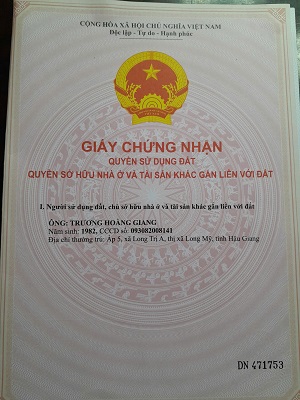 CỘNG HÒA XÃ HỘI CHỦ NGHĨA VIỆT NAM
Độc lập - Tự do - Hạnh phúc
GIẤY CHỨNG NHẬN
QUYỀN SỬ DỤNG ĐẤT
QUYỀN SỞ HỮU NHÀ Ở VÀ TÀI SẢN KHÁC GẮN LIỀN VỚI ĐẤT
I. Người sử dụng đất, chủ sở hữu nhà ở và tài sản khác gắn liền với đất
ÔNG: TRƯƠNG HOÀNG GIANG
Năm sinh: 1982, CCCD số: 093082008141
Địa chỉ thường trú: Ấp 5, xã Long Trị A, thị xã Long Mỹ, tỉnh Hậu Giang
DN 471753